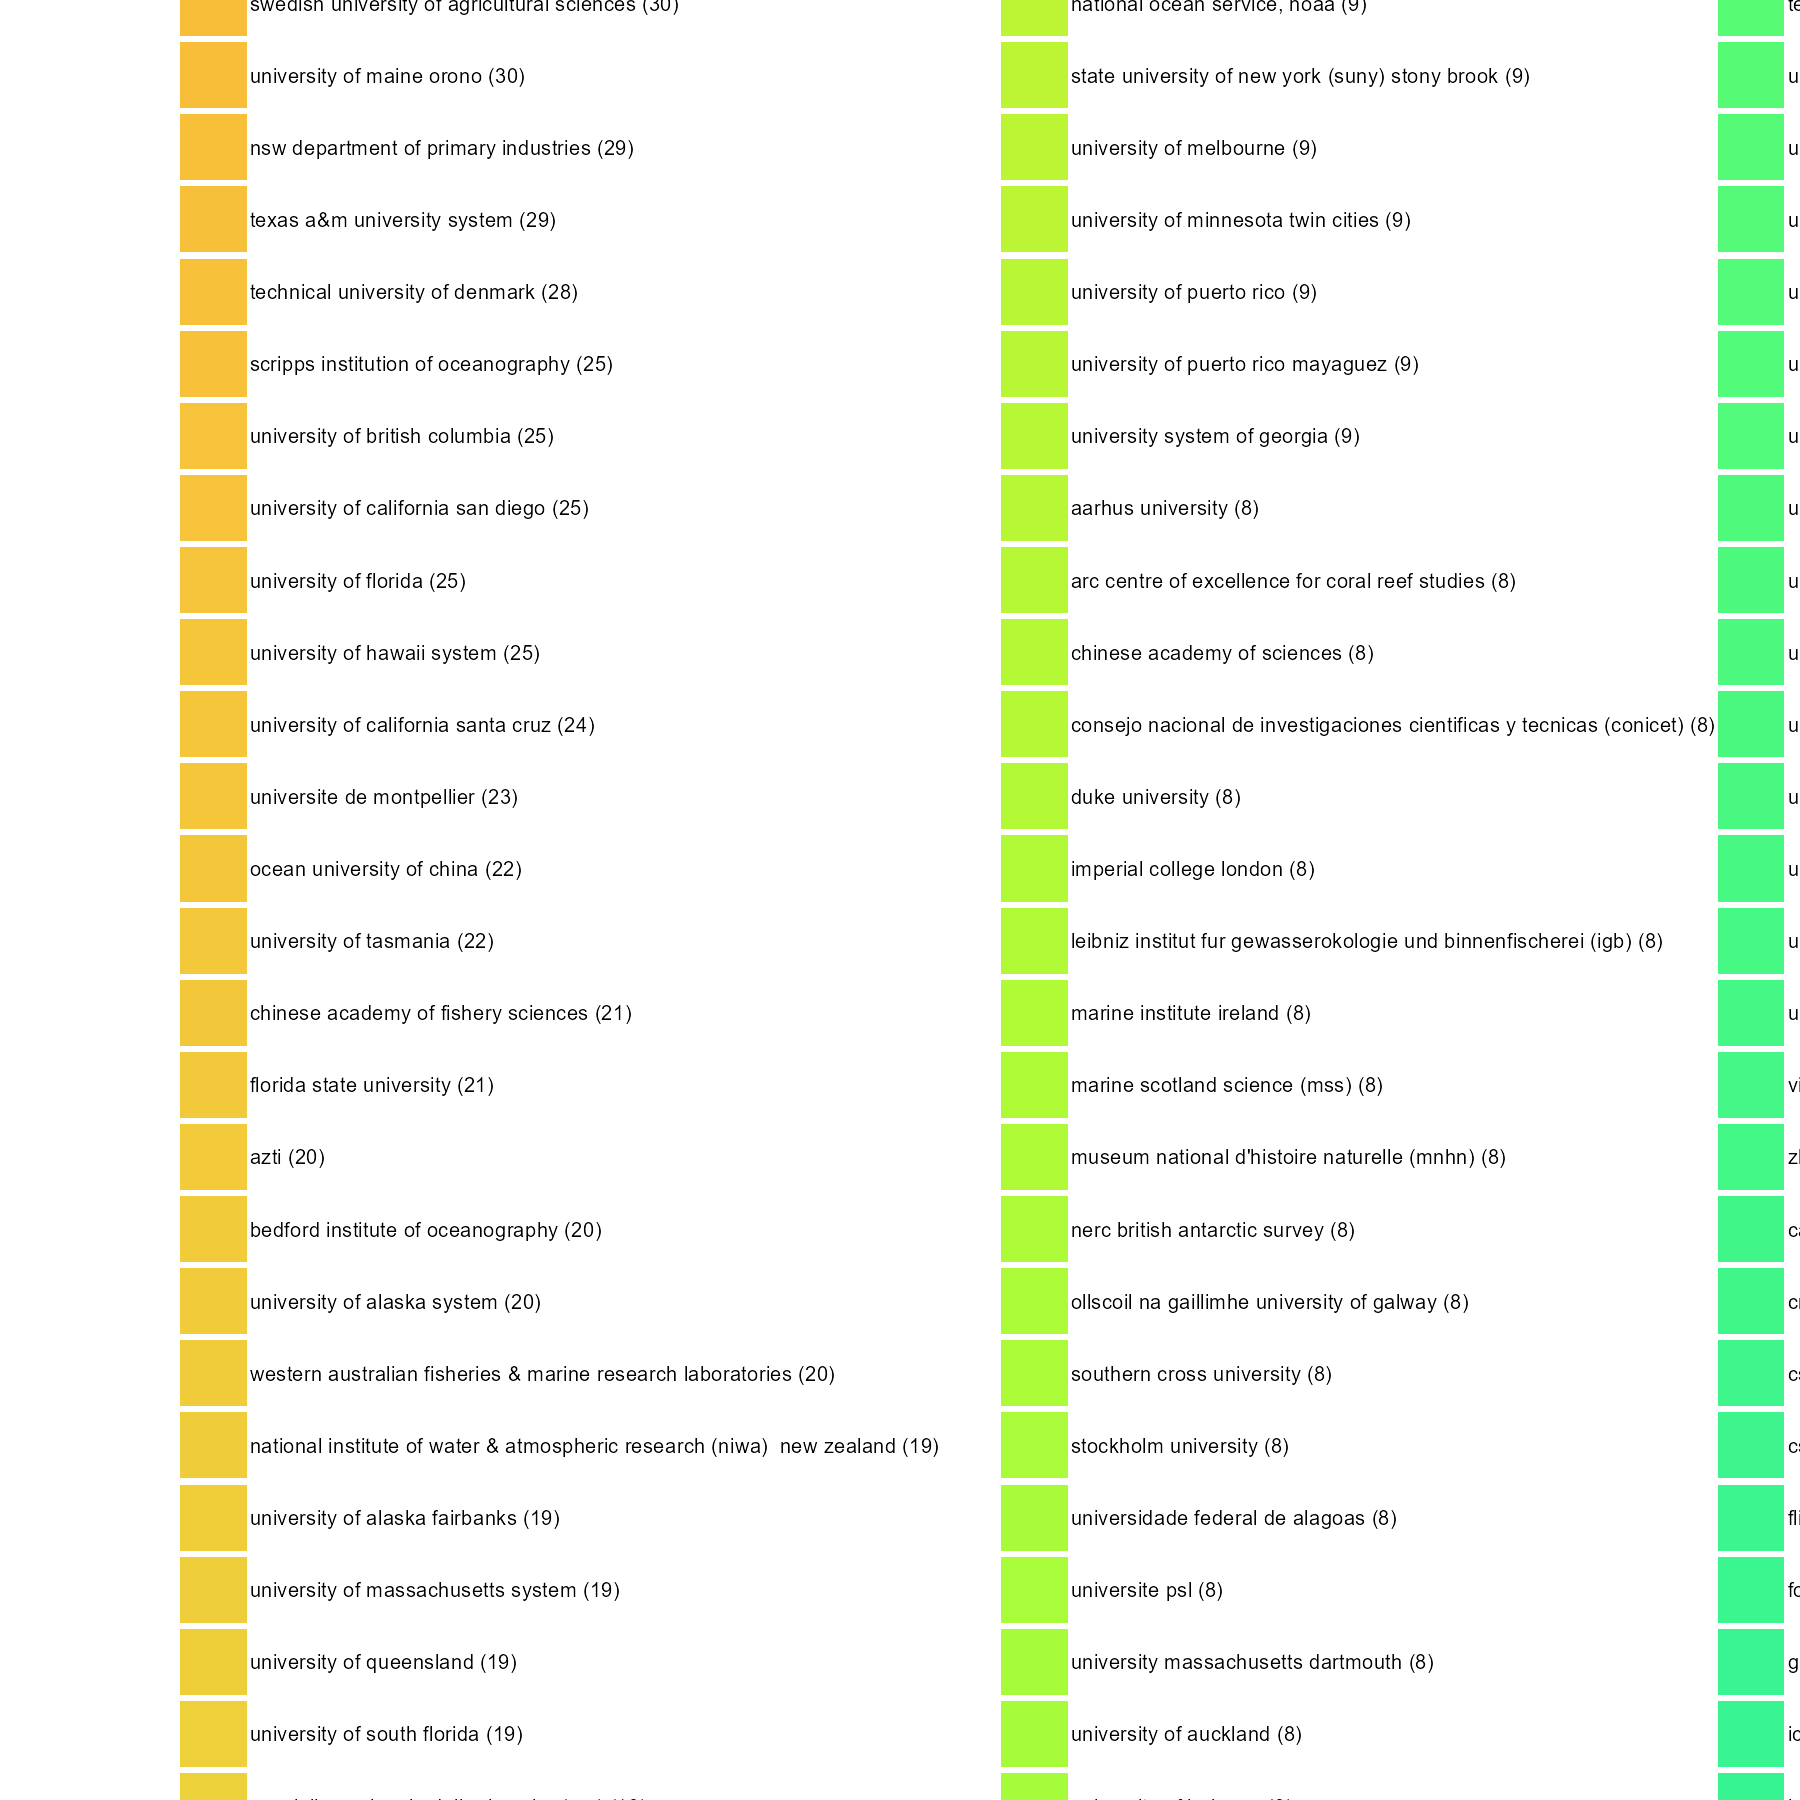 swedish university of agricultural sciences (30)
university of maine orono (30)
nsw department of primary industries (29)
texas a&m university system (29)
technical university of denmark (28)
scripps institution of oceanography (25)
university of british columbia (25)
university of california san diego (25)
university of florida (25)
university of hawaii system (25)
university of california santa cruz (24)
universite de montpellier (23)
ocean university of china (22)
university of tasmania (22)
chinese academy of fishery sciences (21)
florida state university (21)
azti (20)
bedford institute of oceanography (20)
university of alaska system (20)
western australian fisheries & marine research laboratories (20)
national institute of water & atmospheric research (niwa)  new zealand (19)
university of alaska fairbanks (19)
university of massachusetts system (19)
university of queensland (19)
university of south florida (19)
national ocean service, noaa (9)
state university of new york (suny) stony brook (9)
university of melbourne (9)
university of minnesota twin cities (9)
university of puerto rico (9)
university of puerto rico mayaguez (9)
university system of georgia (9)
aarhus university (8)
arc centre of excellence for coral reef studies (8)
chinese academy of sciences (8)
consejo nacional de investigaciones cientificas y tecnicas (conicet) (8)
duke university (8)
imperial college london (8)
leibniz institut fur gewasserokologie und binnenfischerei (igb) (8)
marine institute ireland (8)
marine scotland science (mss) (8)
museum national d'histoire naturelle (mnhn) (8)
nerc british antarctic survey (8)
ollscoil na gaillimhe university of galway (8)
southern cross university (8)
stockholm university (8)
universidade federal de alagoas (8)
universite psl (8)
university massachusetts dartmouth (8)
university of auckland (8)